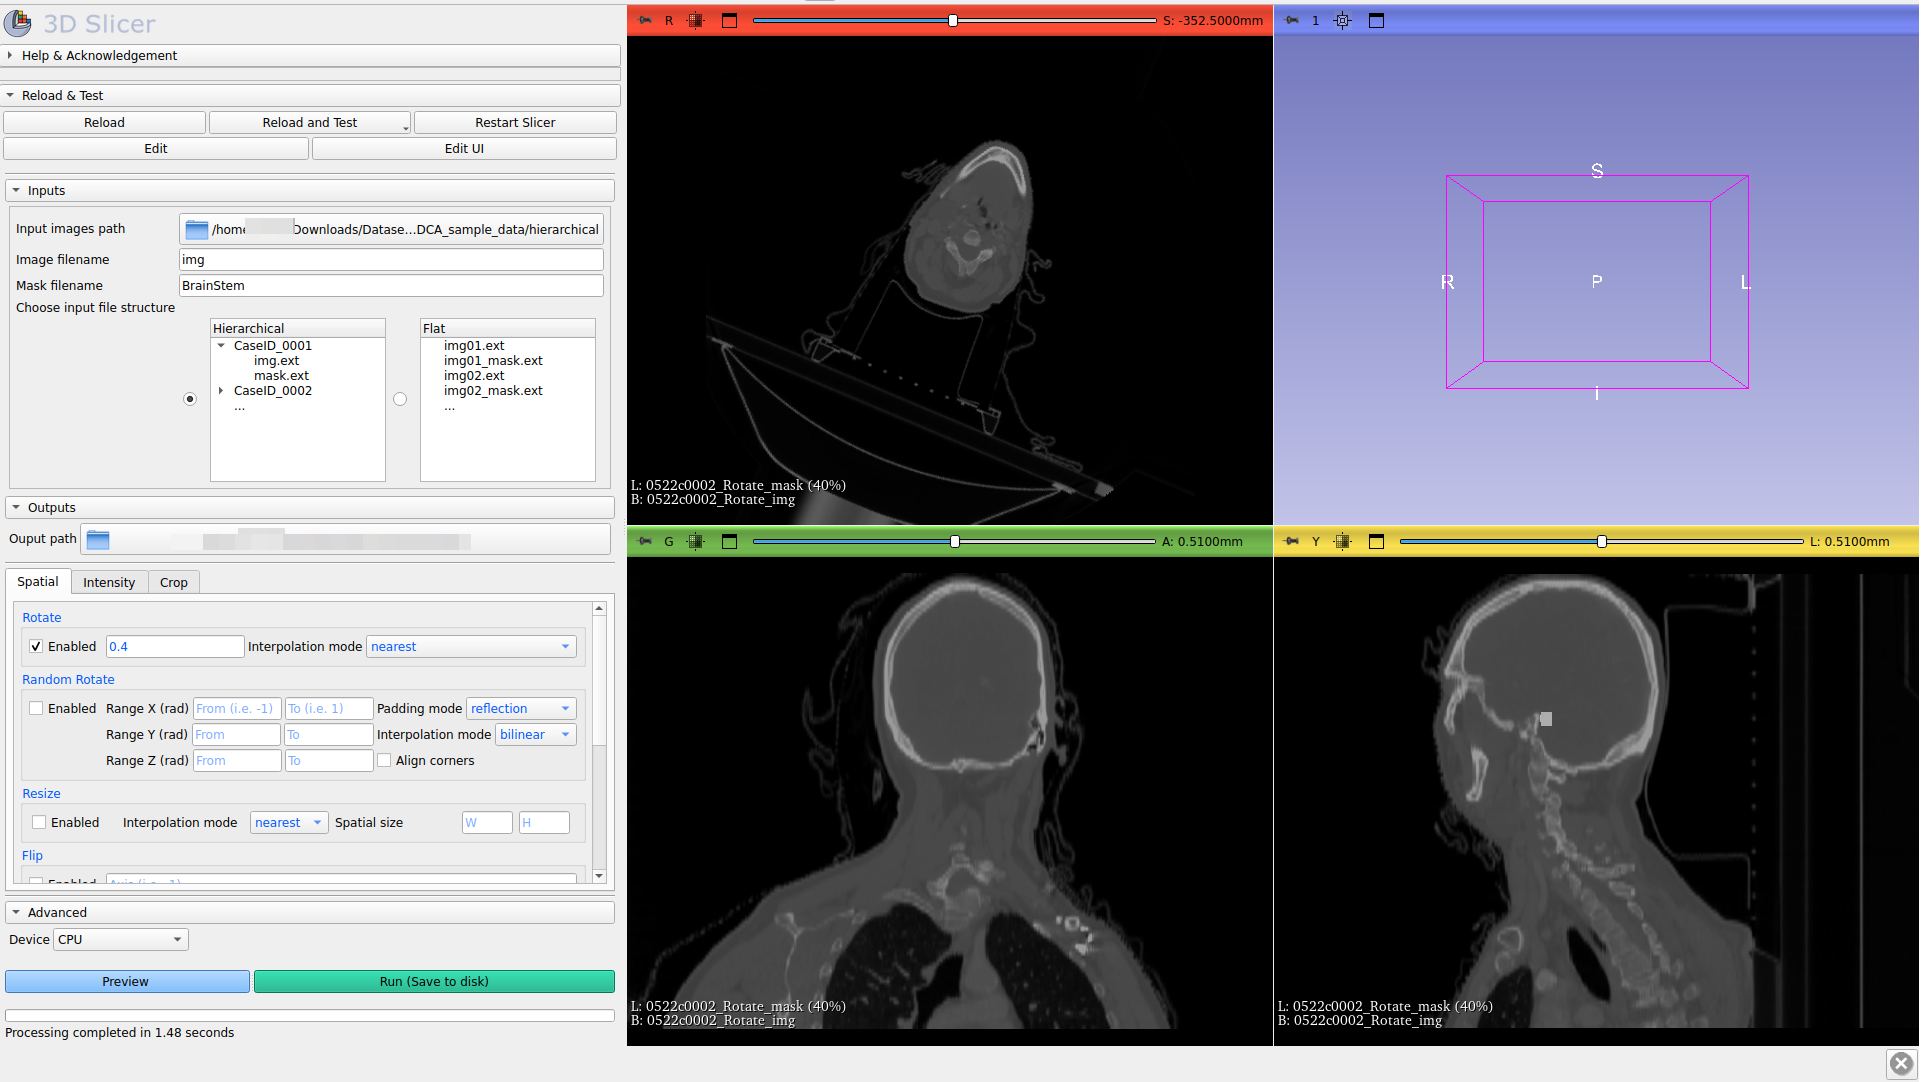 3D Slicer
Help & Acknowledgement
Reload & Test
Reload
Reload and Test
Restart Slicer
Edit
Edit UI
Inputs
Input images path
/home
Downloads/Datase...DCA_sample_data/hierarchical
Image filename
img
Mask filename
BrainStem
Choose input file structure
Hierarchical
CaseID_0001
img.ext
mask.ext
CaseID_0002
...
Flat
img01.ext
img01_mask.ext
img02.ext
img02_mask.ext
...
Outputs
Ouput path
Spatial
Intensity
Crop
Rotate
Enabled
0.4
Interpolation mode
nearest
Random Rotate
Enabled
Range X (rad)
From (i.e. -1)
To (i.e. 1)
Padding mode
reflection
Range Y (rad)
From
To
Interpolation mode
bilinear
Range Z (rad)
From
To
Align corners
Resize
Enabled
Interpolation mode
nearest
Spatial size
W
H
Flip
Enabled
Axis (i.e. 1)
Advanced
Device
CPU
Preview
Run (Save to disk)
Processing completed in 1.48 seconds
R
S: -352.5000mm
L: 0522c0002_Rotate_mask (40%)
B: 0522c0002_Rotate_img
1
S
R
P
L
I
G
A: 0.5100mm
L: 0522c0002_Rotate_mask (40%)
B: 0522c0002_Rotate_img
Y
L: 0.5100mm
L: 0522c0002_Rotate_mask (40%)
B: 0522c0002_Rotate_img